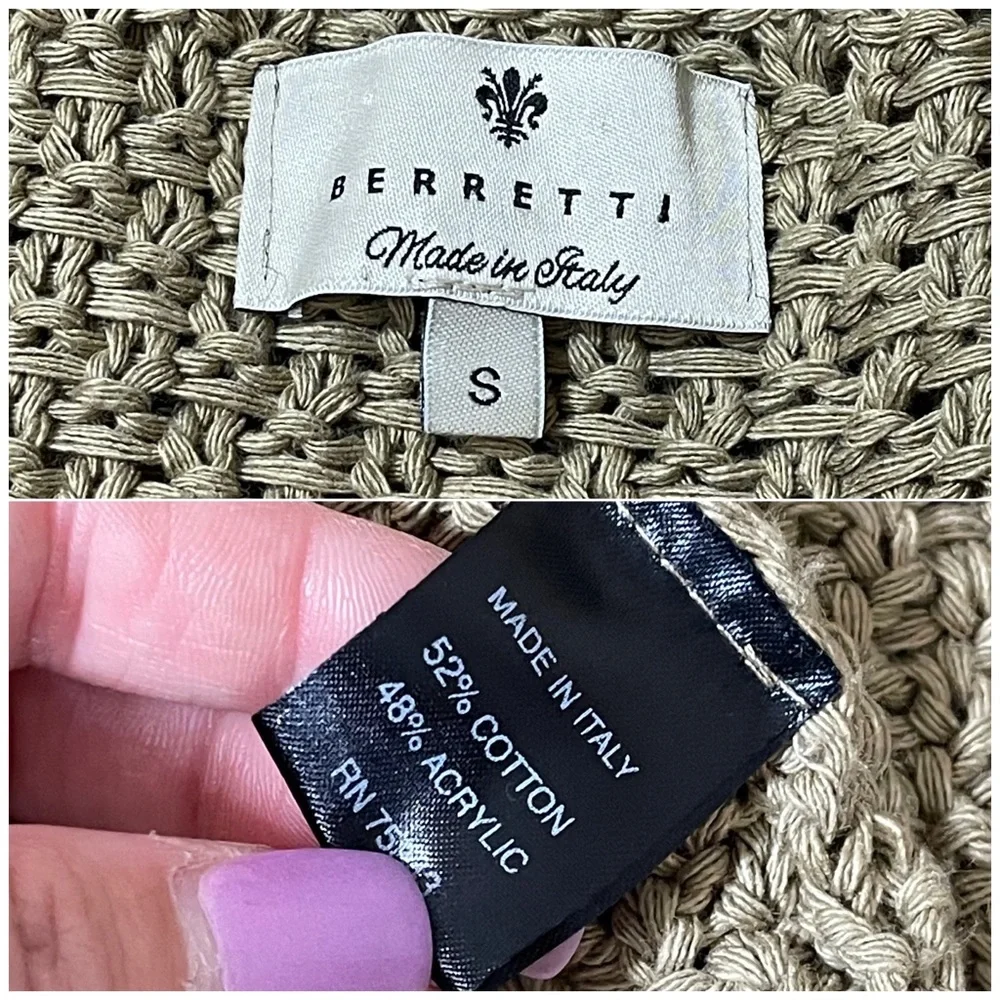 BERRETTI
Made in Italy
S
MADE IN ITALY
52% COTTON
48% ACRYLIC
RN